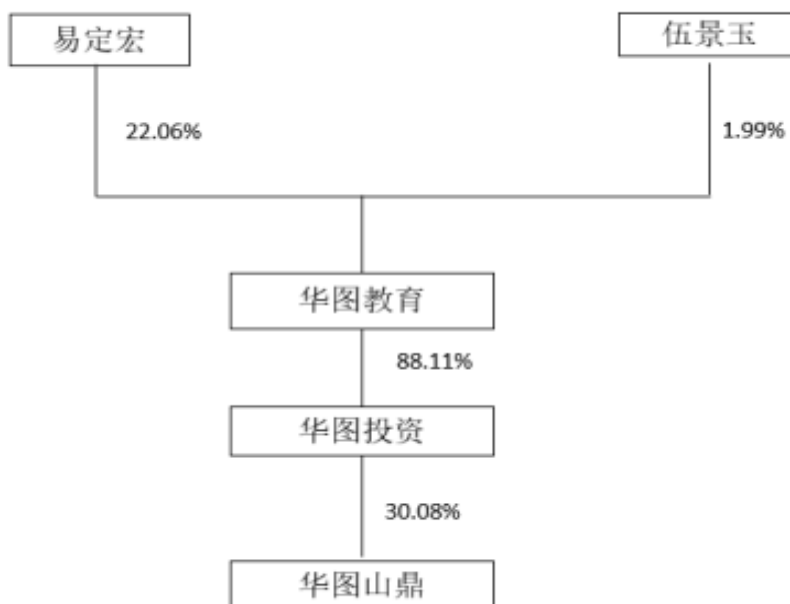 易定宏
伍景玉
22.06%
1.99%
华图教育
88.11%
华图投资
30.08%
华图山鼎